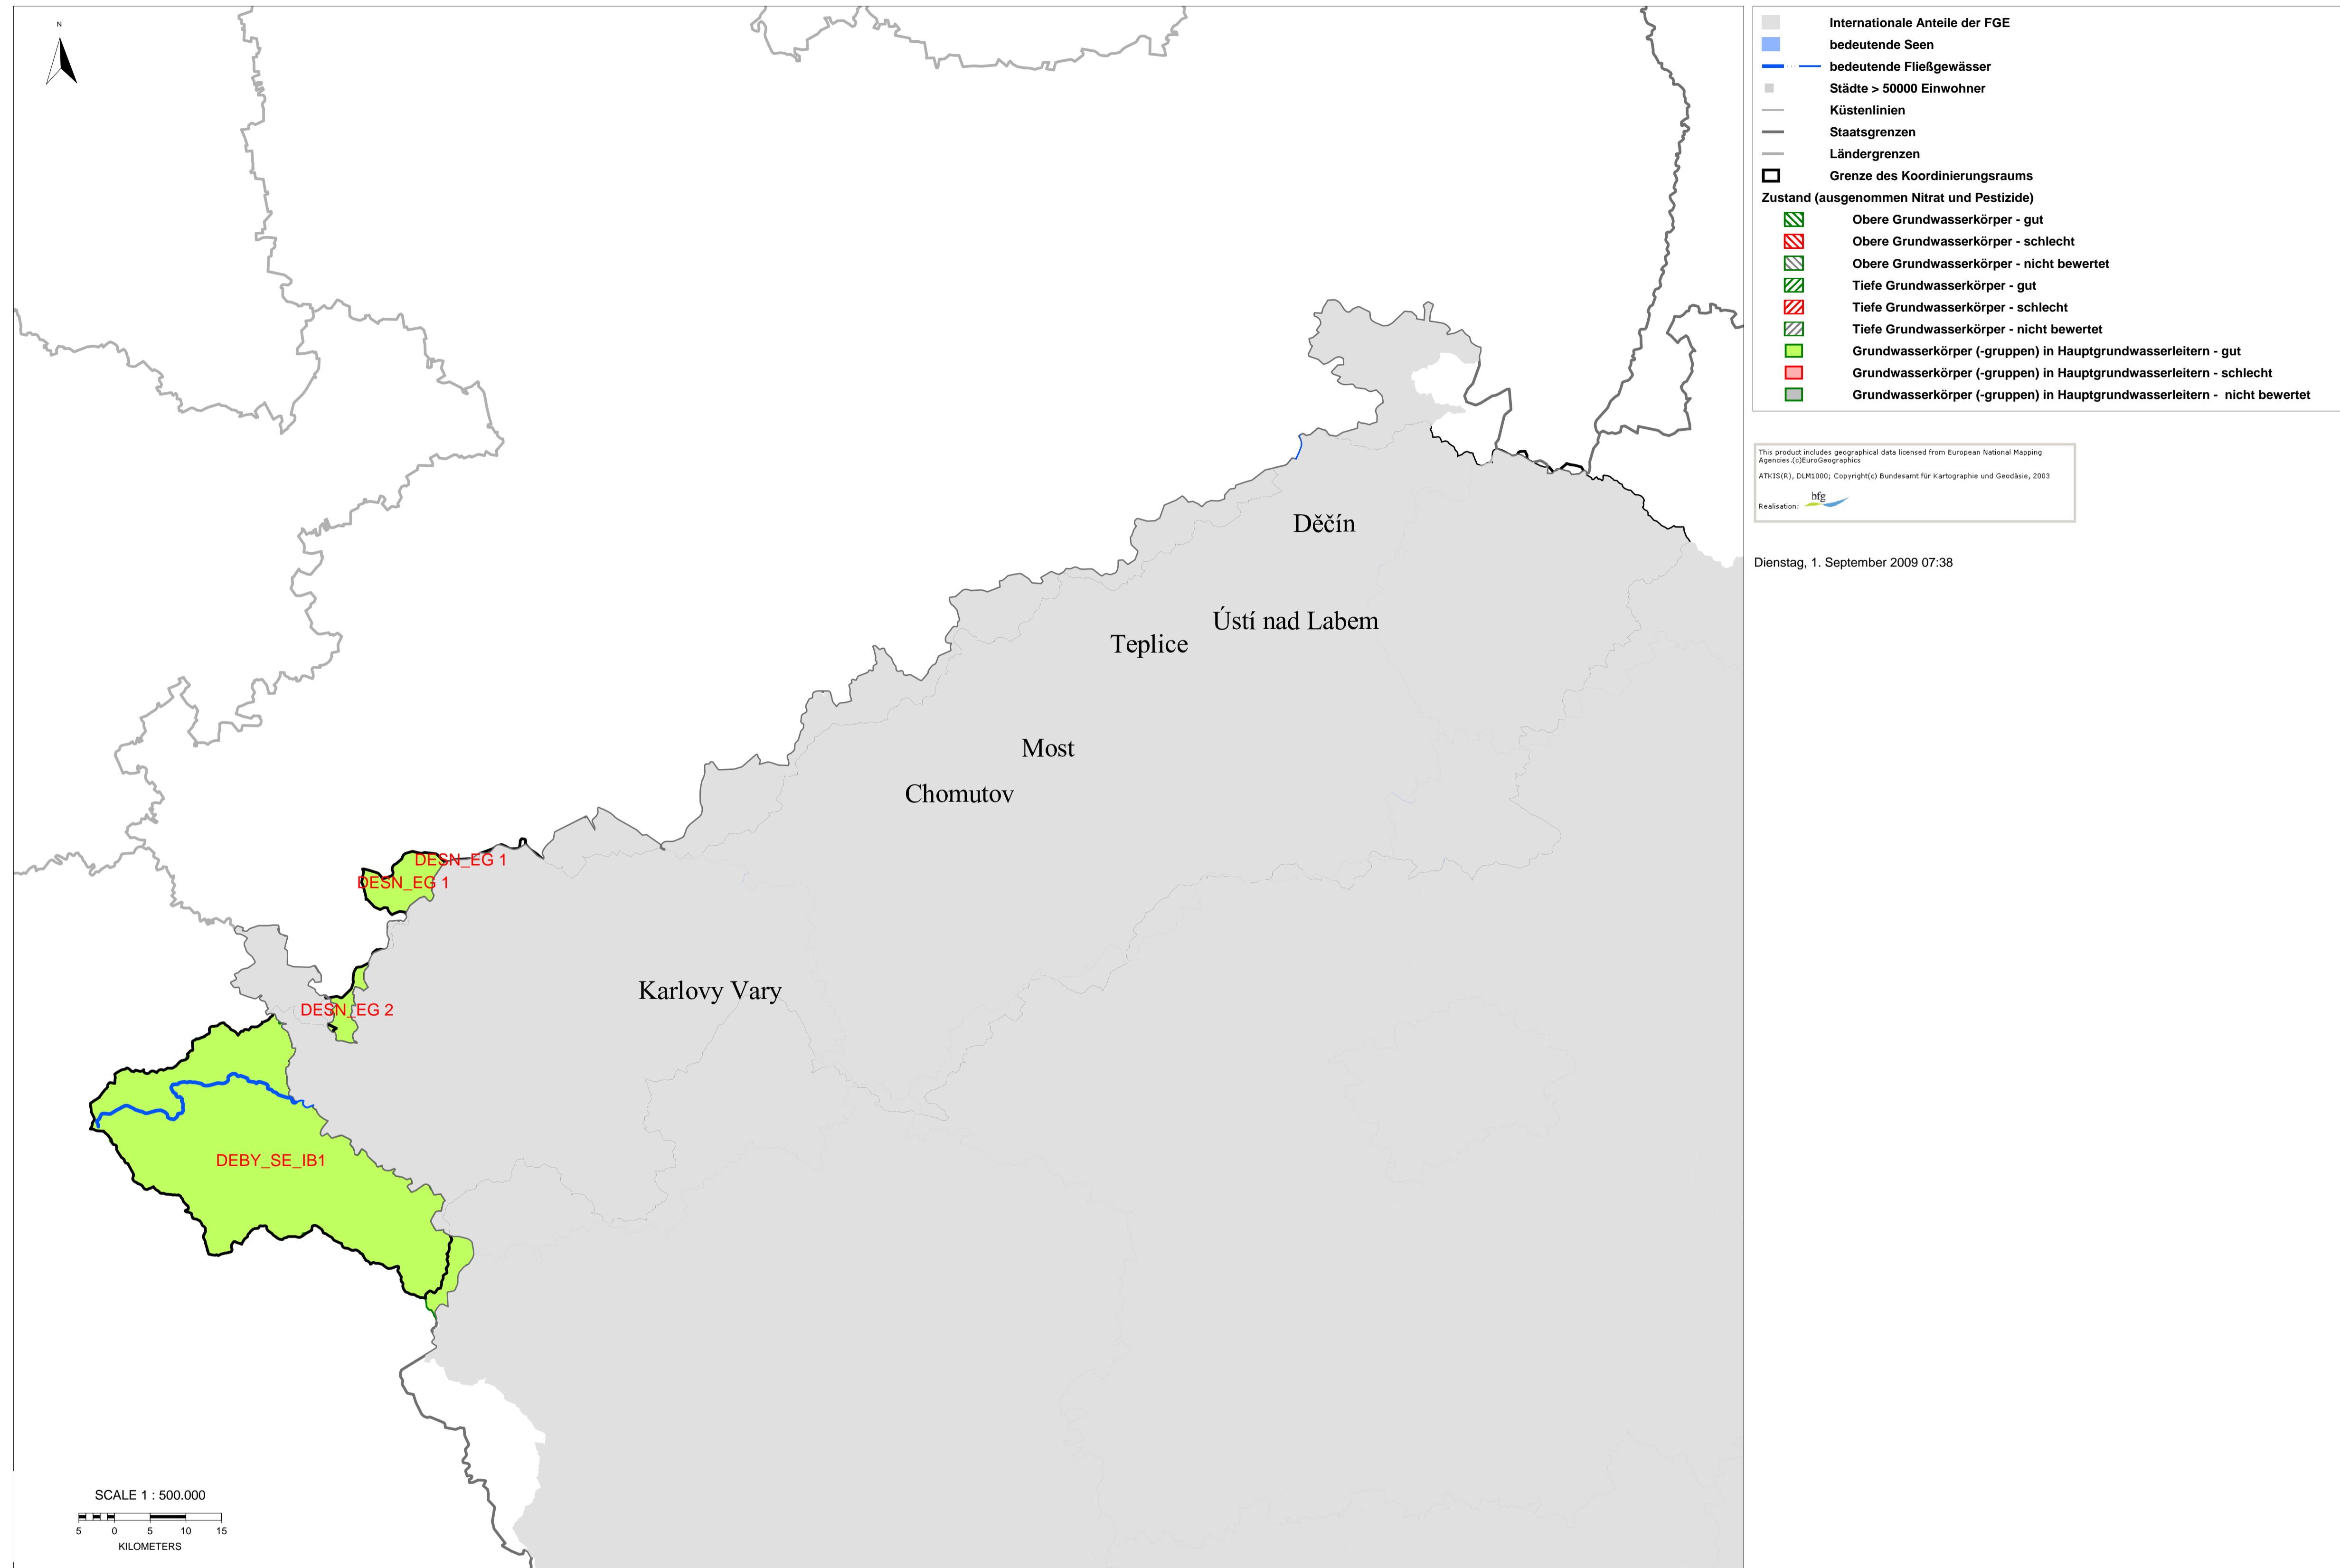 N
Děčín
Ústí nad Labem
Teplice
Most
Chomutov
DESN_EG 1
DESN_EG 1
Karlovy Vary
DESN_EG 2
DEBY_SE_IB1
SCALE 1 : 500.000
5 0 5 10 15
KILOMETERS
Internationale Anteile der FGE
bedeutende Seen
bedeutende Fließgewässer
Städte > 50000 Einwohner
Küstenlinien
Staatsgrenzen
Ländergrenzen
Grenze des Koordinierungsraums
Zustand (ausgenommen Nitrat und Pestizide)
Obere Grundwasserkörper - gut
Obere Grundwasserkörper - schlecht
Obere Grundwasserkörper - nicht bewertet
Tiefe Grundwasserkörper - gut
Tiefe Grundwasserkörper - schlecht
Tiefe Grundwasserkörper - nicht bewertet
Grundwasserkörper (-gruppen) in Hauptgrundwasserleitern - gut
Grundwasserkörper (-gruppen) in Hauptgrundwasserleitern - schlecht
Grundwasserkörper (-gruppen) in Hauptgrundwasserleitern - nicht bewertet
This product includes geographical data licensed from European National Mapping
Agencies.(c)EuroGeographics
ATKIS(R), DLM1000; Copyright(c) Bundesamt für Kartographie und Geodäsie, 2003
Realisation: bfg
Dienstag, 1. September 2009 07:38